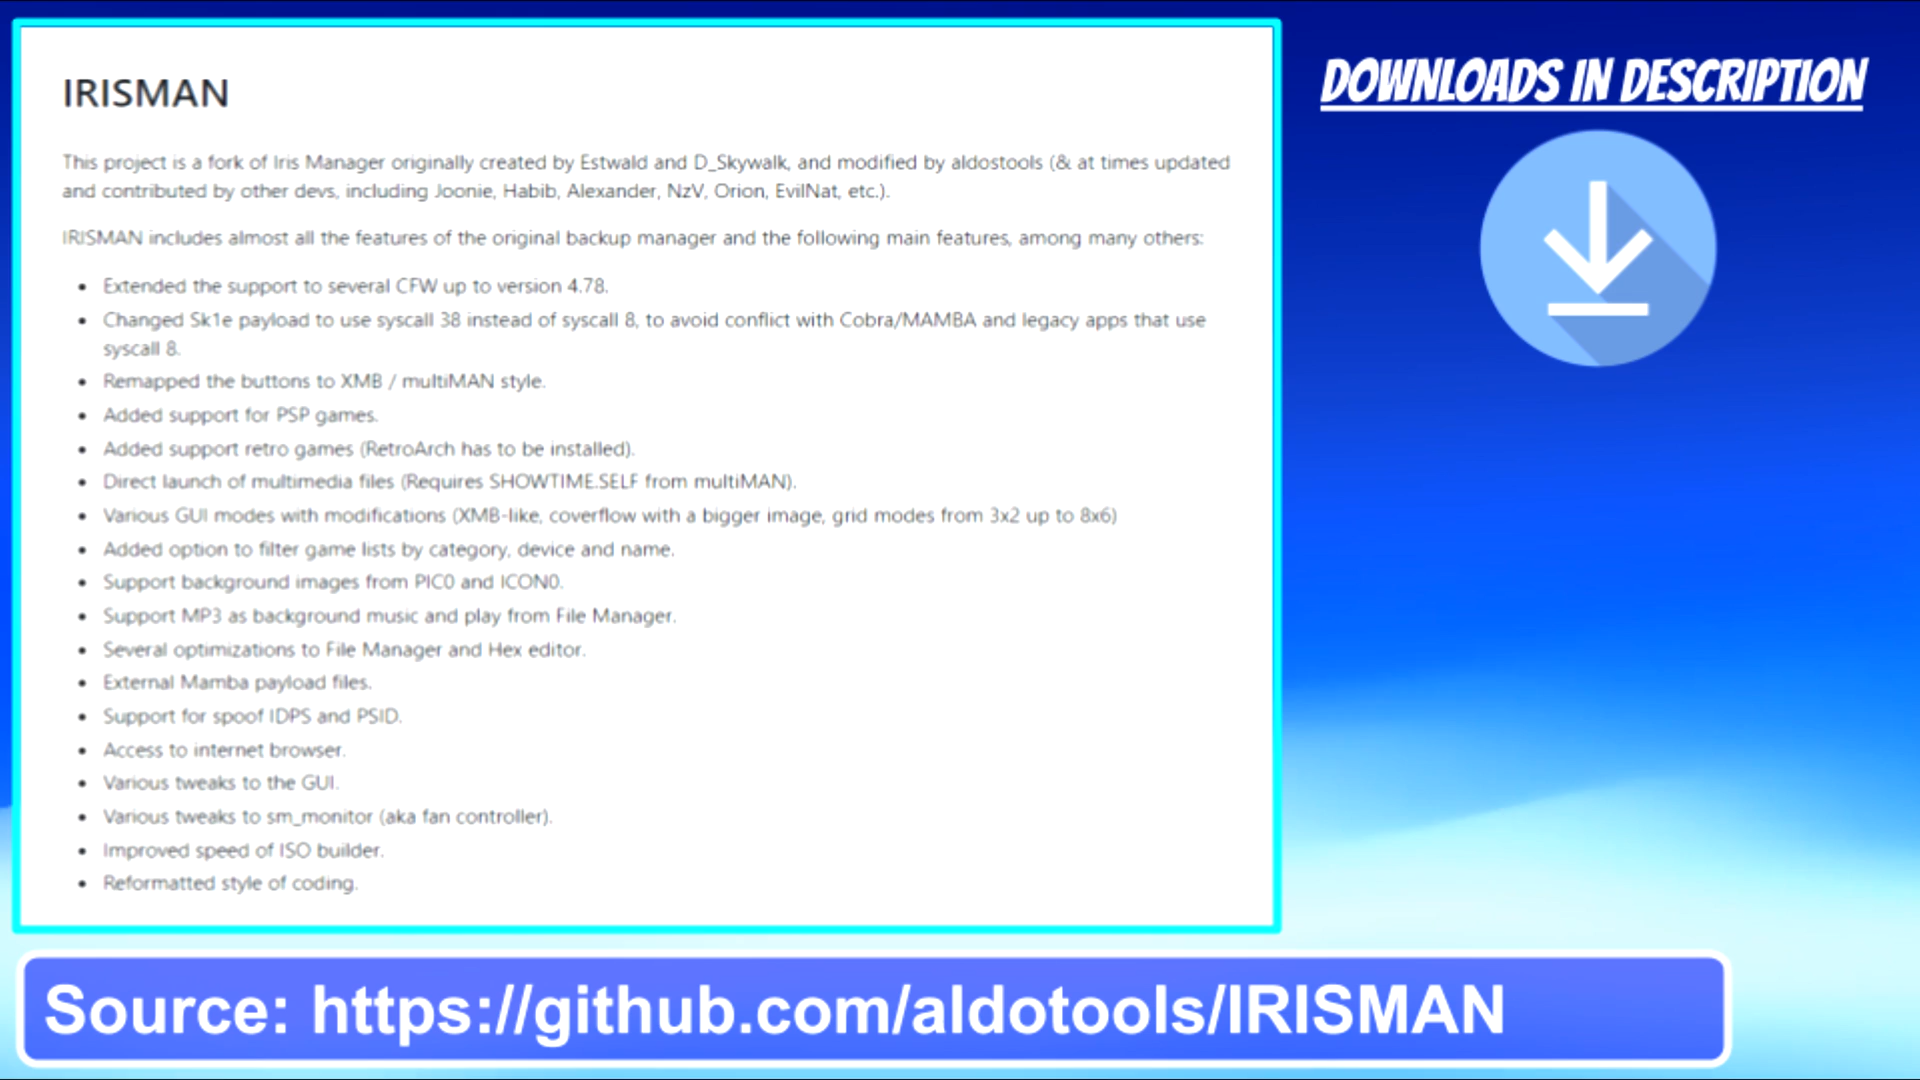 IRISMAN
This project is a fork of Iris Manager originally created by Estwald and D_Skywalk, and modified by aldostools (& at times updated
and contributed by other devs, including Joonie, Habib, Alexander, NzV, Orion, EvilNat, etc.).
IRISMAN includes almost all the features of the original backup manager and the following main features, among many others:
• Extended the support to several CFW up to version 4.78.
• Changed Sk1e payload to use syscall 38 instead of syscall 8, to avoid conflict with Cobra/MAMBA and legacy apps that use
syscall 8.
• Remapped the buttons to XMB / multiMAN style.
• Added support for PSP games.
• Added support retro games (RetroArch has to be installed).
• Direct launch of multimedia files (Requires SHOWTIME.SELF from multiMAN).
• Various GUI modes with modifications (XMB-like, coverflow with a bigger image, grid modes from 3x2 up to 8x6)
• Added option to filter game lists by category, device and name.
• Support background images from PIC0 and ICON0.
• Support MP3 as background music and play from File Manager.
• Several optimizations to File Manager and Hex editor.
• External Mamba payload files.
• Support for spoof IDPS and PSID.
• Access to internet browser.
• Various tweaks to the GUI.
• Various tweaks to sm_monitor (aka fan controller).
• Improved speed of ISO builder.
• Reformatted style of coding.
DOWNLOADS IN DESCRIPTION
Source: https://github.com/aldotools/IRISMAN